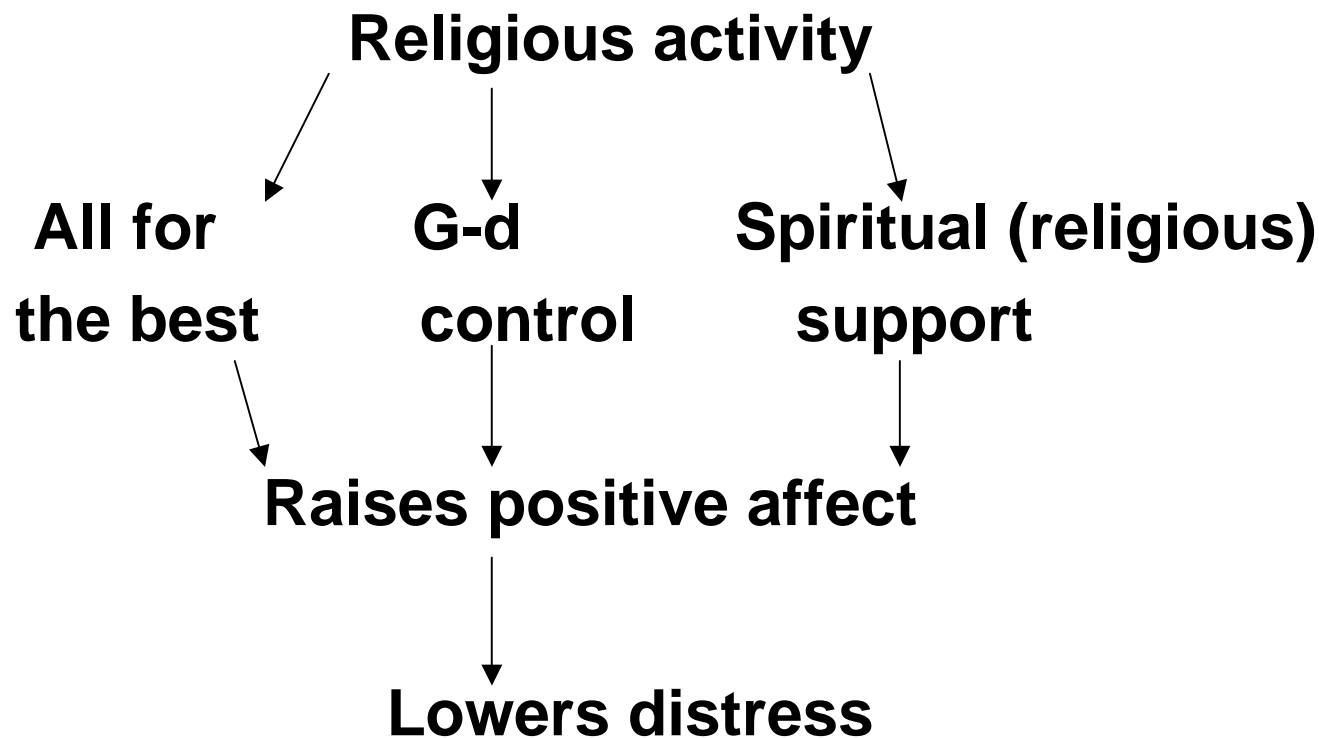 Religious activity
All for G-d Spiritual (religious)
the best control support
Raises positive affect
Lowers distress